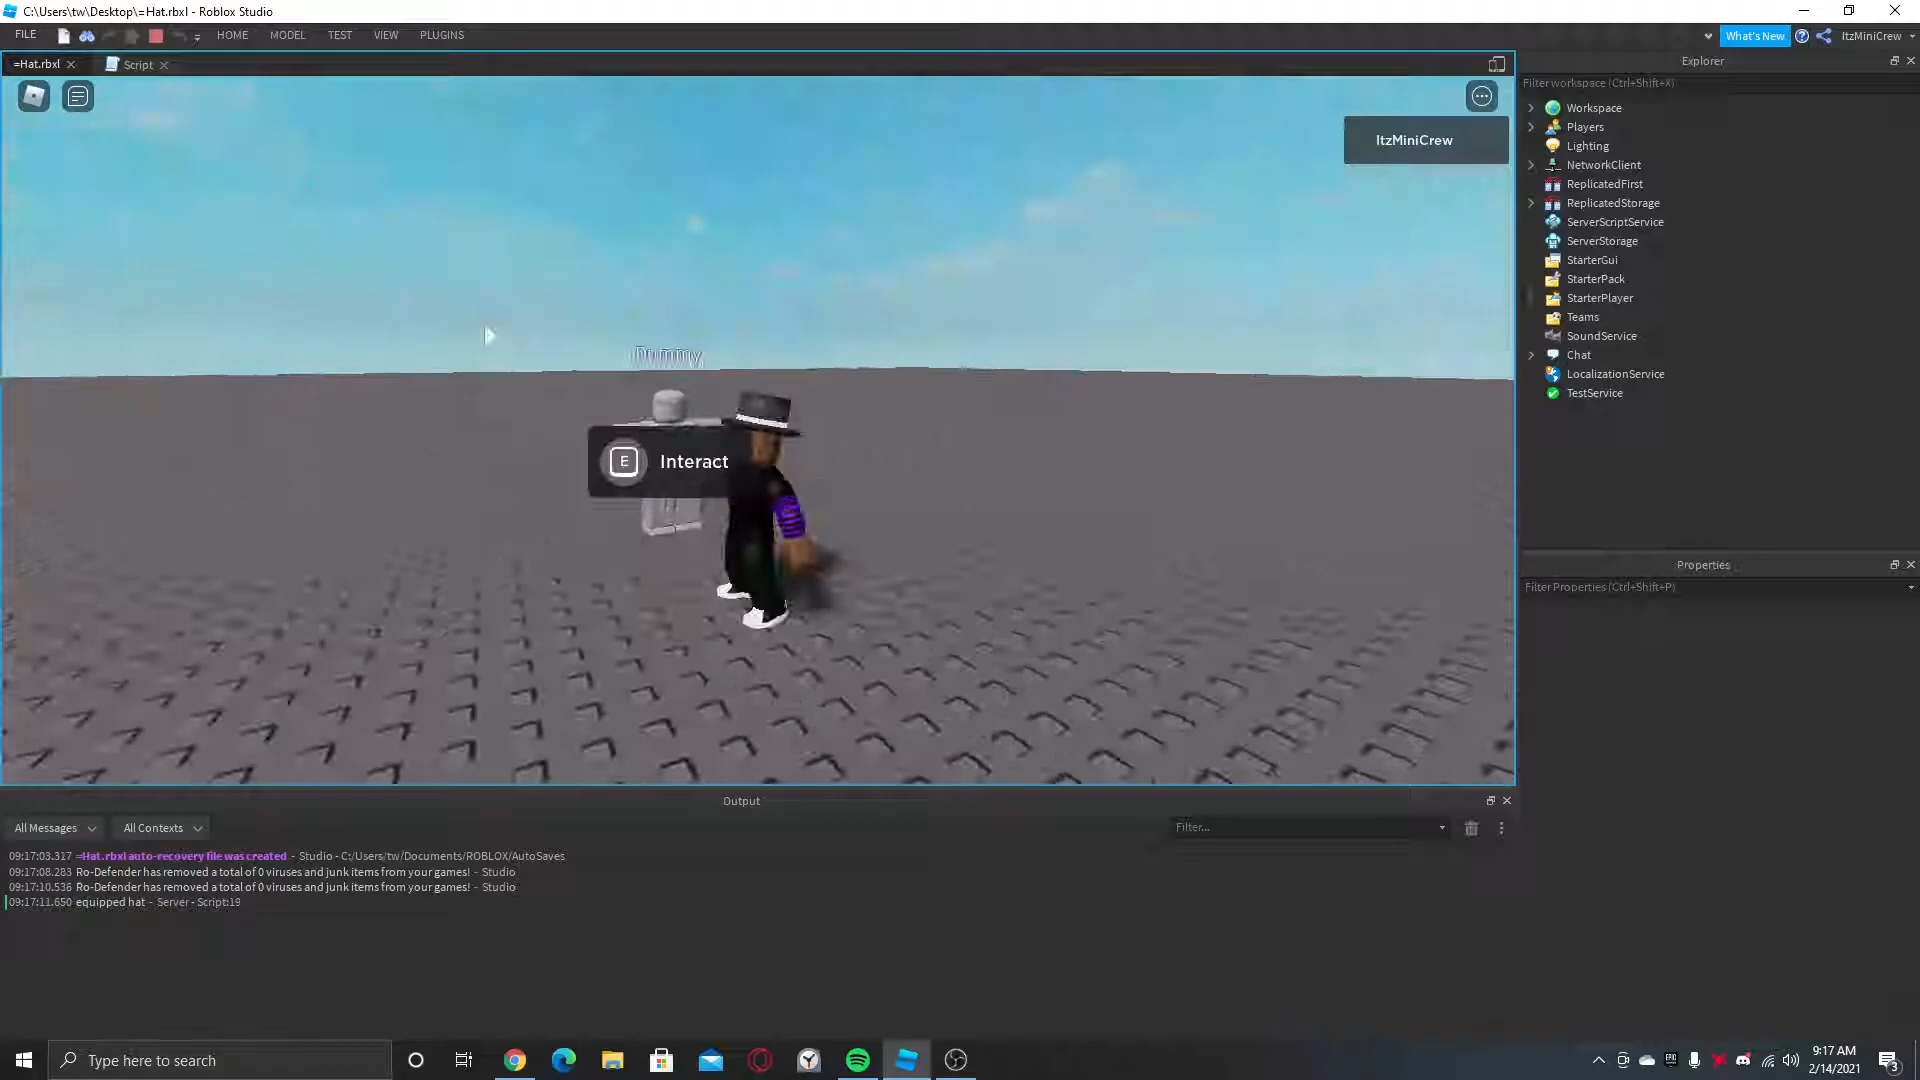 C:\Users\tw\Desktop\=Hat.rbxl - Roblox Studio
FILE
HOME
MODEL
TEST
VIEW
PLUGINS
What's New
ItzMiniCrew
=Hat.rbxl
Script
ItzMiniCrew
Dummy
E
Interact
Explorer
Filter workspace (Ctrl+Shift+X)
Workspace
Players
Lighting
NetworkClient
ReplicatedFirst
ReplicatedStorage
ServerScriptService
ServerStorage
StarterGui
StarterPack
StarterPlayer
Teams
SoundService
Chat
LocalizationService
TestService
Properties
Filter Properties (Ctrl+Shift+P)
Output
All Messages
All Contexts
Filter...
09:17:03.317 =Hat.rbxl auto-recovery file was created - Studio - C:/Users/tw/Documents/ROBLOX/AutoSaves
09:17:08.283 Ro-Defender has removed a total of 0 viruses and junk items from your games! - Studio
09:17:10.536 Ro-Defender has removed a total of 0 viruses and junk items from your games! - Studio
09:17:11.650 equipped hat - Server - Script:19
Type here to search
EPIC
9:17 AM
2/14/2021
3